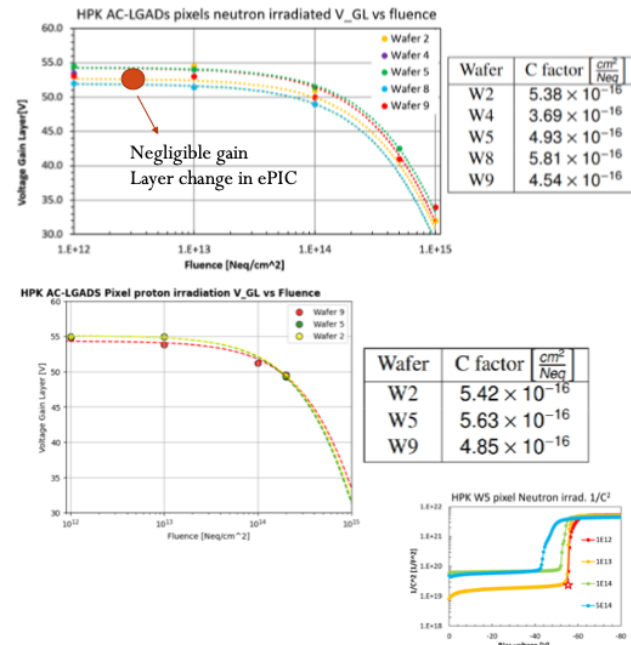 HPK AC-LGADs pixels neutron irradiated V_GL vs fluence
60.0
55.0
50.0
45.0
40.0
35.0
30.0
Voltage Gain Layer[V]
Wafer 2
Wafer 4
Wafer 5
Wafer 8
Wafer 9
Negligible gain
Layer change in ePIC
1.E+12 1.E+13 1.E+14 1.E+15
Fluence [Neq/cm^2]
Wafer C factor [cm²/Neq]
W2 5.38 × 10⁻¹⁶
W4 3.69 × 10⁻¹⁶
W5 4.93 × 10⁻¹⁶
W8 5.81 × 10⁻¹⁶
W9 4.54 × 10⁻¹⁶
HPK AC-LGADS Pixel proton irradiation V_GL vs Fluence
60
55
50
45
40
35
30
Voltage Gain Layer [V]
Wafer 9
Wafer 5
Wafer 2
10¹² 10¹³ 10¹⁴ 10¹⁵
Fluence [Neq/cm^2]
Wafer C factor [cm²/Neq]
W2 5.42 × 10⁻¹⁶
W5 5.63 × 10⁻¹⁶
W9 4.85 × 10⁻¹⁶
HPK W5 pixel Neutron irrad. 1/C²
1.E+22
1.E+21
1.E+20
1.E+19
1.E+18
1/C^2 [1/F^2]
1E12
1E13
1E14
5E14
0 -20 -40 -60 -80